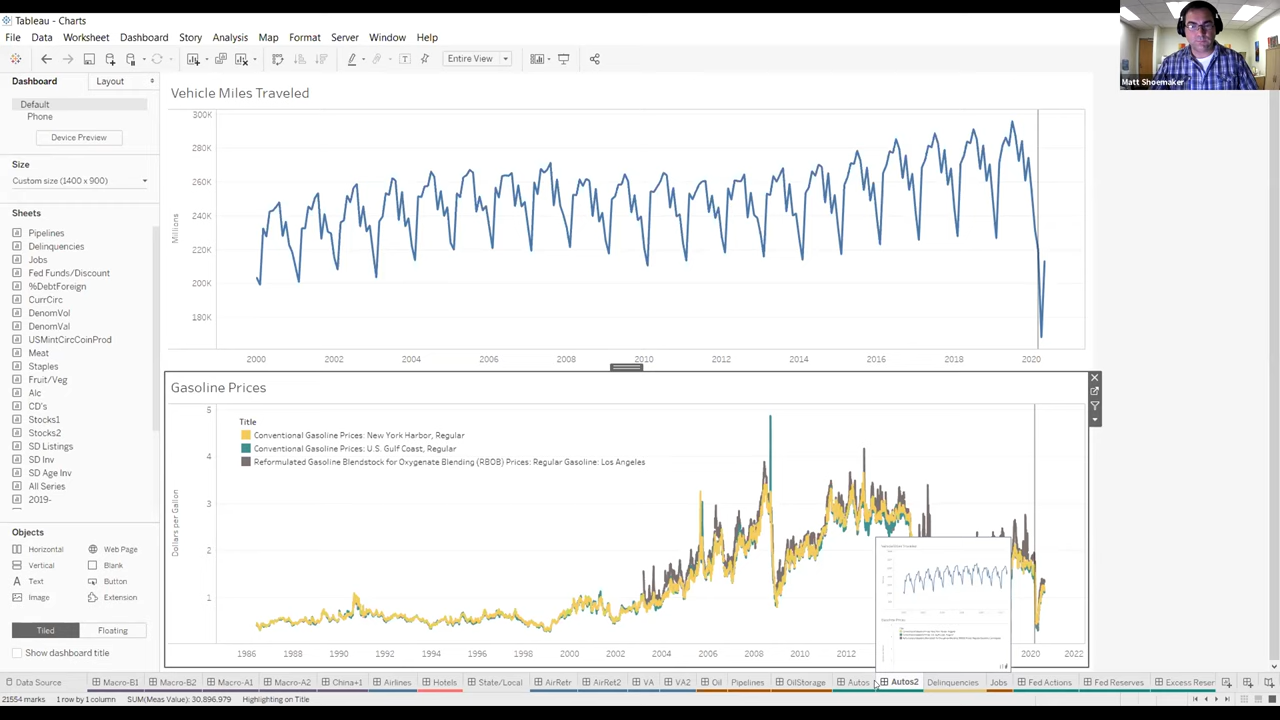 Tableau - Charts
File Data Worksheet Dashboard Story Analysis Map Format Server Window Help
Entire View
Matt Shoemaker
Dashboard Layout
Default
Phone
Device Preview
Size
Custom size (1400 x 900)
Sheets
Pipelines
Delinquencies
Jobs
Fed Funds/Discount
%DebtForeign
CurrCirc
DenomVol
DenomVal
USMintCircCoinProd
Meat
Staples
Fruit/Veg
Alc
CD's
Stocks1
Stocks2
SD Listings
SD Inv
SD Age Inv
All Series
2019-
Objects
Horizontal Web Page
Vertical Blank
Text Button
Image Extension
Tiled Floating
Show dashboard title
Vehicle Miles Traveled
300K
280K
260K
240K
220K
200K
180K
Millions
2000 2002 2004 2006 2008 2010 2012 2014 2016 2018 2020
Gasoline Prices
Title
Conventional Gasoline Prices: New York Harbor, Regular
Conventional Gasoline Prices: U.S. Gulf Coast, Regular
Reformulated Gasoline Blendstock for Oxygenate Blending (RBOB) Prices: Regular Gasoline: Los Angeles
5
4
3
2
1
Dollars per Gallon
1986 1988 1990 1992 1994 1996 1998 2000 2002 2004 2006 2008 2010 2012 2020 2022
Data Source Macro-B1 Macro-B2 Macro-A1 Macro-A2 China+1 Airlines Hotels State/Local AirRetr AirRet2 VA VA2 Oil Pipelines OilStorage Autos Autos2 Delinquencies Jobs Fed Actions Fed Reserves Excess Reser
21554 marks 1 row by 1 column SUM(Meas Value): 30,896,979 Highlighting on Title